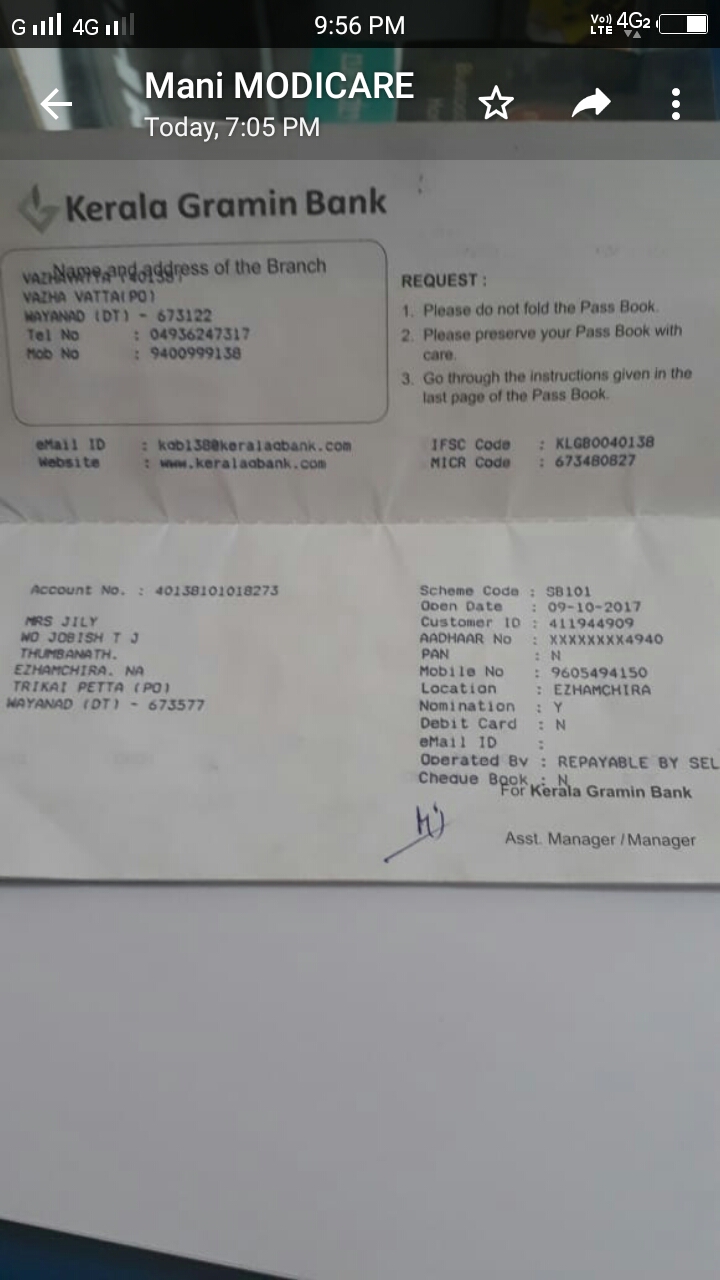 G 4G 9:56 PM Vo)) LTE 4G2
Mani MODICARE
Today, 7:05 PM
Kerala Gramin Bank
Name and address of the Branch
VAZHAVATTA (40138)
VAZHA VATTA(PO)
WAYANAD (DT) - 673122
Tel No : 04936247317
Mob No : 9400999138
REQUEST :
1. Please do not fold the Pass Book.
2. Please preserve your Pass Book with
care.
3. Go through the instructions given in the
last page of the Pass Book.
eMail ID : kgb138@keralagbank.com
Website : www.keralagbank.com
IFSC Code : KLGB0040138
MICR Code : 673480827
Account No. : 40138101018273
MRS JILY
WO JOBISH T J
THUMBANATH.
EZHAMCHIRA. NA
TRIKAI PETTA (PO)
WAYANAD (DT) - 673577
Scheme Code : SB101
Open Date : 09-10-2017
Customer ID : 411944909
AADHAAR No : XXXXXXXX4940
PAN : N
Mobile No : 9605494150
Location : EZHAMCHIRA
Nomination : Y
Debit Card : N
eMail ID :
Operated By : REPAYABLE BY SEL
Cheque Book : N
For Kerala Gramin Bank
Asst. Manager / Manager